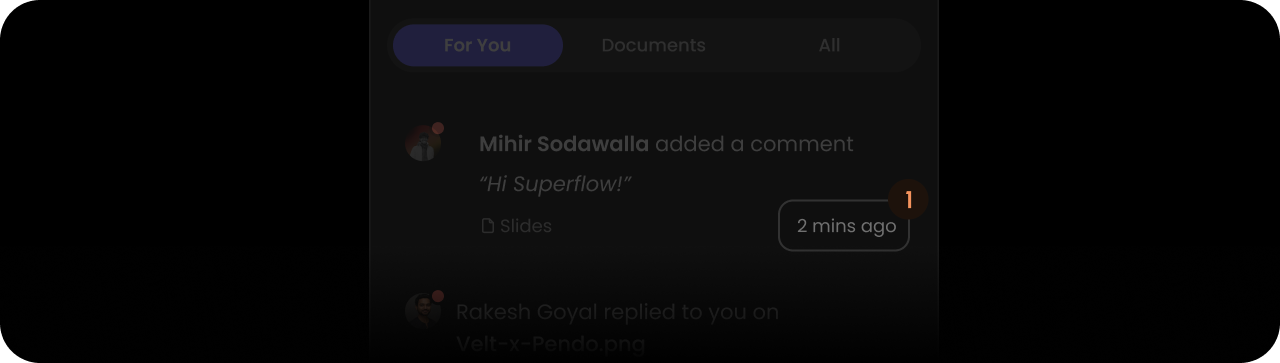 For You Documents All
Mihir Sodawalla added a comment
“Hi Superflow!”
1
Slides 2 mins ago
Rakesh Goyal replied to you on
Velt-x-Pendo.png